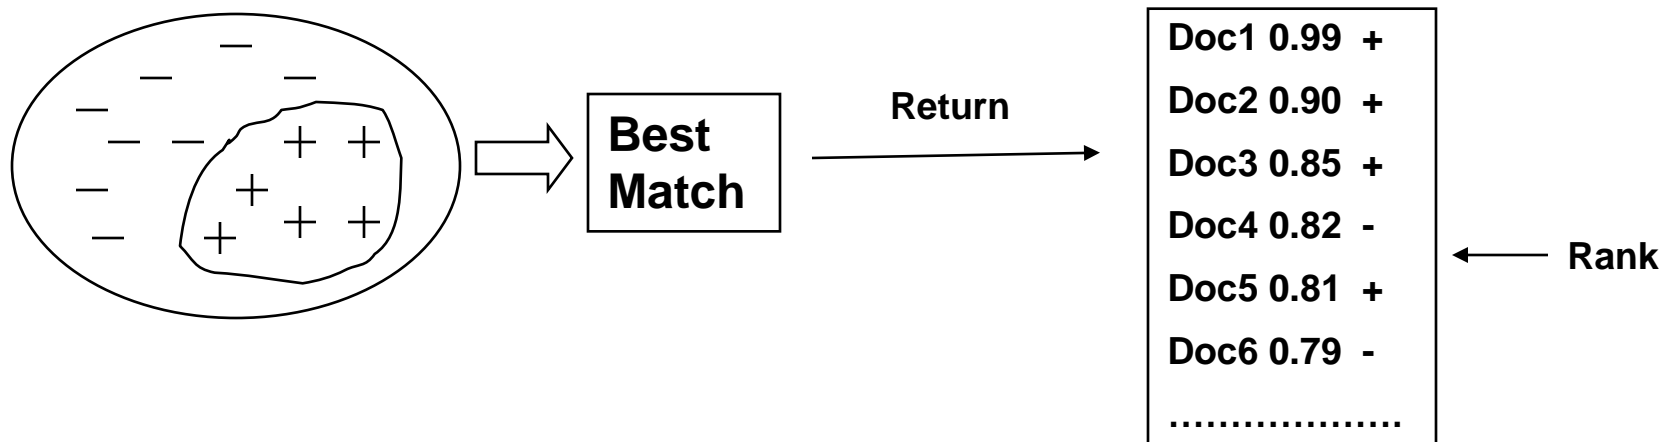 Best
Match
Return
Doc1 0.99 +
Doc2 0.90 +
Doc3 0.85 +
Doc4 0.82 -
Doc5 0.81 +
Doc6 0.79 -
...................
Rank